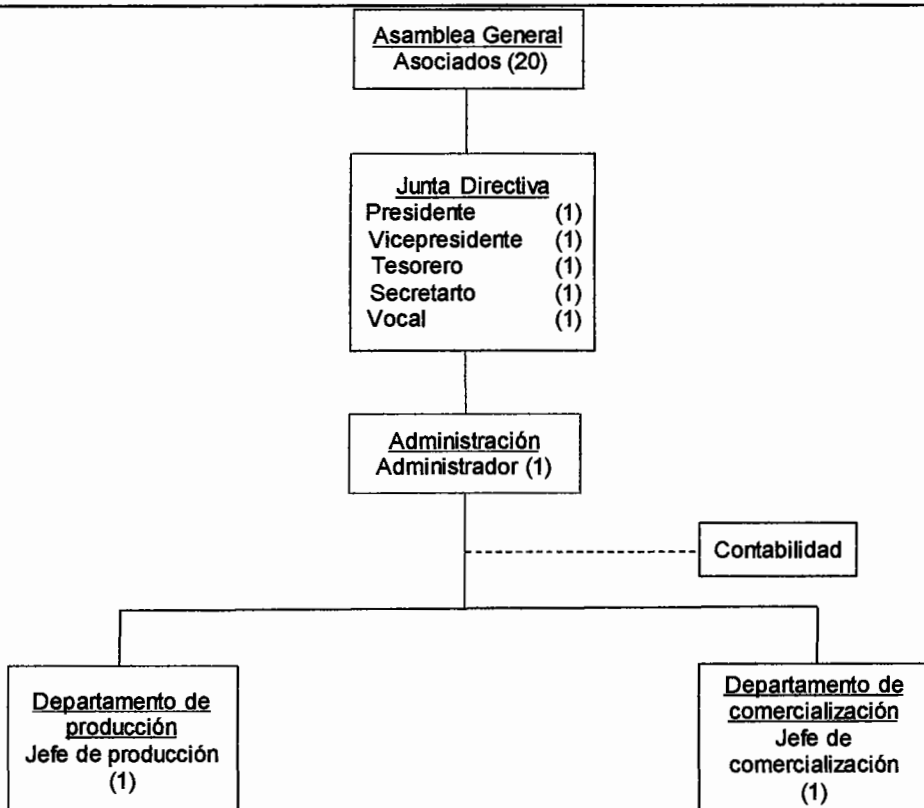 Asamblea General
Asociados (20)
Junta Directiva
Presidente (1)
Vicepresidente (1)
Tesorero (1)
Secretarto (1)
Vocal (1)
Administración
Administrador (1)
Contabilidad
Departamento de
producción
Jefe de producción
(1)
Departamento de
comercialización
Jefe de
comercialización
(1)